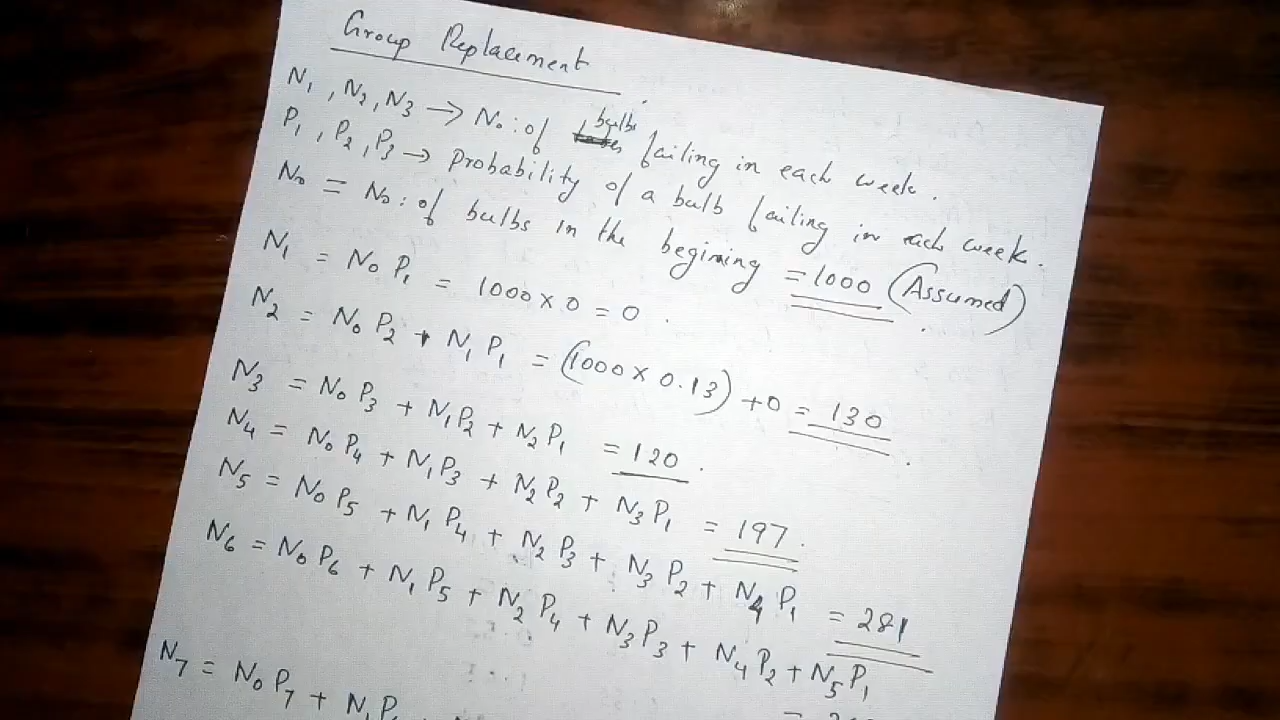 Group Replacement
N₁, N₂, N₃ → No: of bulbs failing in each week.
P₁, P₂, P₃ → probability of a bulb failing in each week.
N₀ = No: of bulbs in the begining = 1000 (Assumed)
N₁ = N₀ P₁ = 1000 × 0 = 0.
N₂ = N₀ P₂ + N₁ P₁ = (1000 × 0.13) + 0 = 130.
N₃ = N₀ P₃ + N₁ P₂ + N₂ P₁ = 120.
N₄ = N₀ P₄ + N₁ P₃ + N₂ P₂ + N₃ P₁ = 197.
N₅ = N₀ P₅ + N₁ P₄ + N₂ P₃ + N₃ P₂ + N₄ P₁ = 281
N₆ = N₀ P₆ + N₁ P₅ + N₂ P₄ + N₃ P₃ + N₄ P₂ + N₅ P₁
=
N₇ = N₀ P₇ + N₁